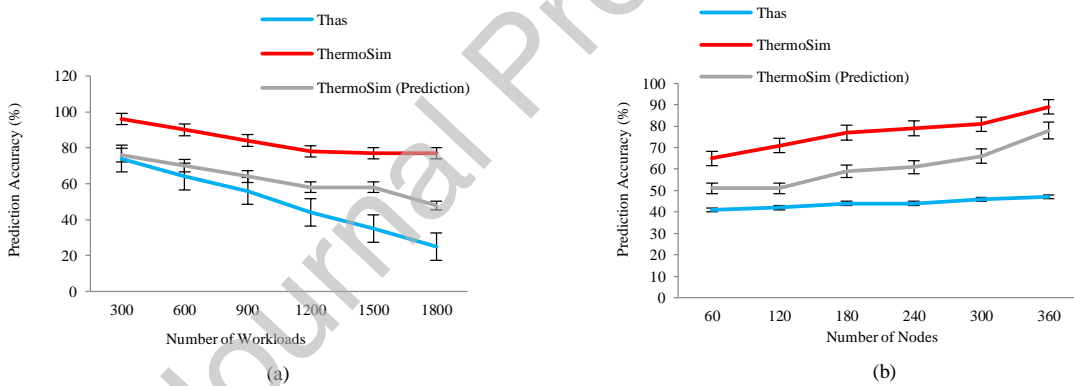 Thas
ThermoSim
ThermoSim (Prediction)
Prediction Accuracy (%)
120
100
80
60
40
20
0
300 600 900 1200 1500 1800
Number of Workloads
(a)
Thas
ThermoSim
ThermoSim (Prediction)
Prediction Accuracy (%)
100
90
80
70
60
50
40
30
20
10
0
60 120 180 240 300 360
Number of Nodes
(b)
Journal Pre